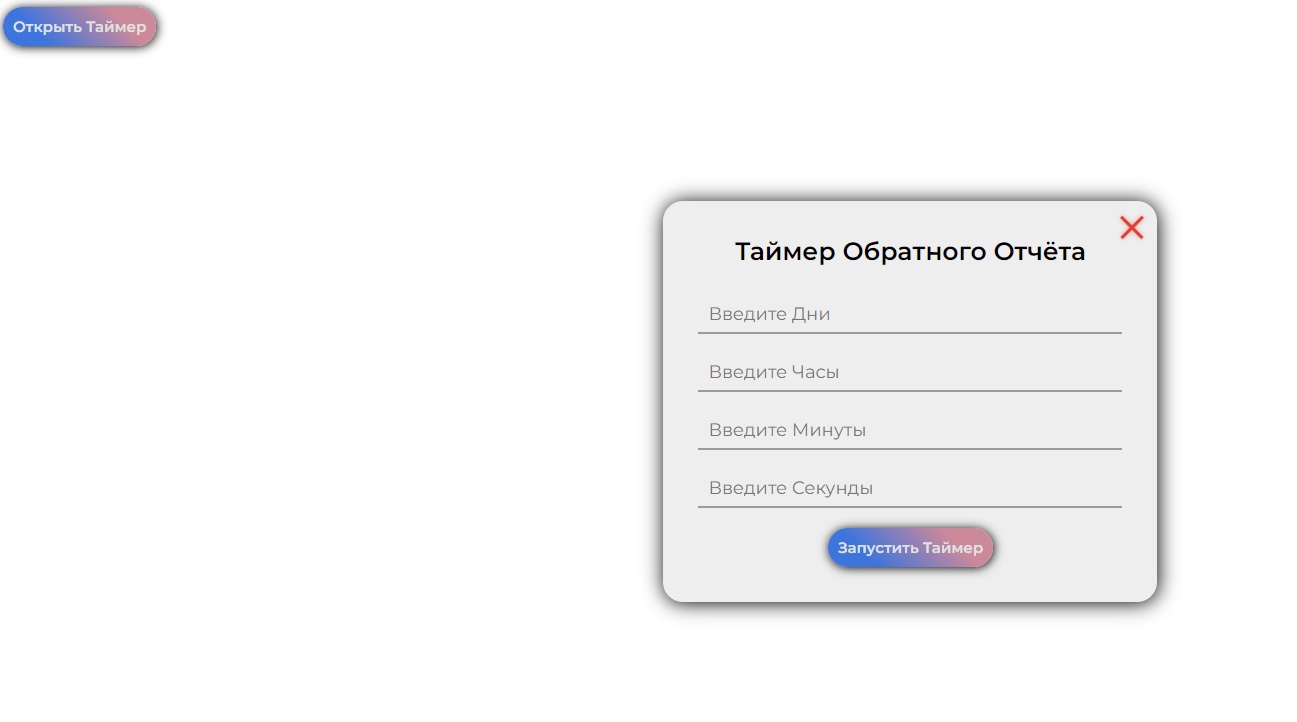 Открыть Таймер
Таймер Обратного Отчёта
Введите Дни
Введите Часы
Введите Минуты
Введите Секунды
Запустить Таймер